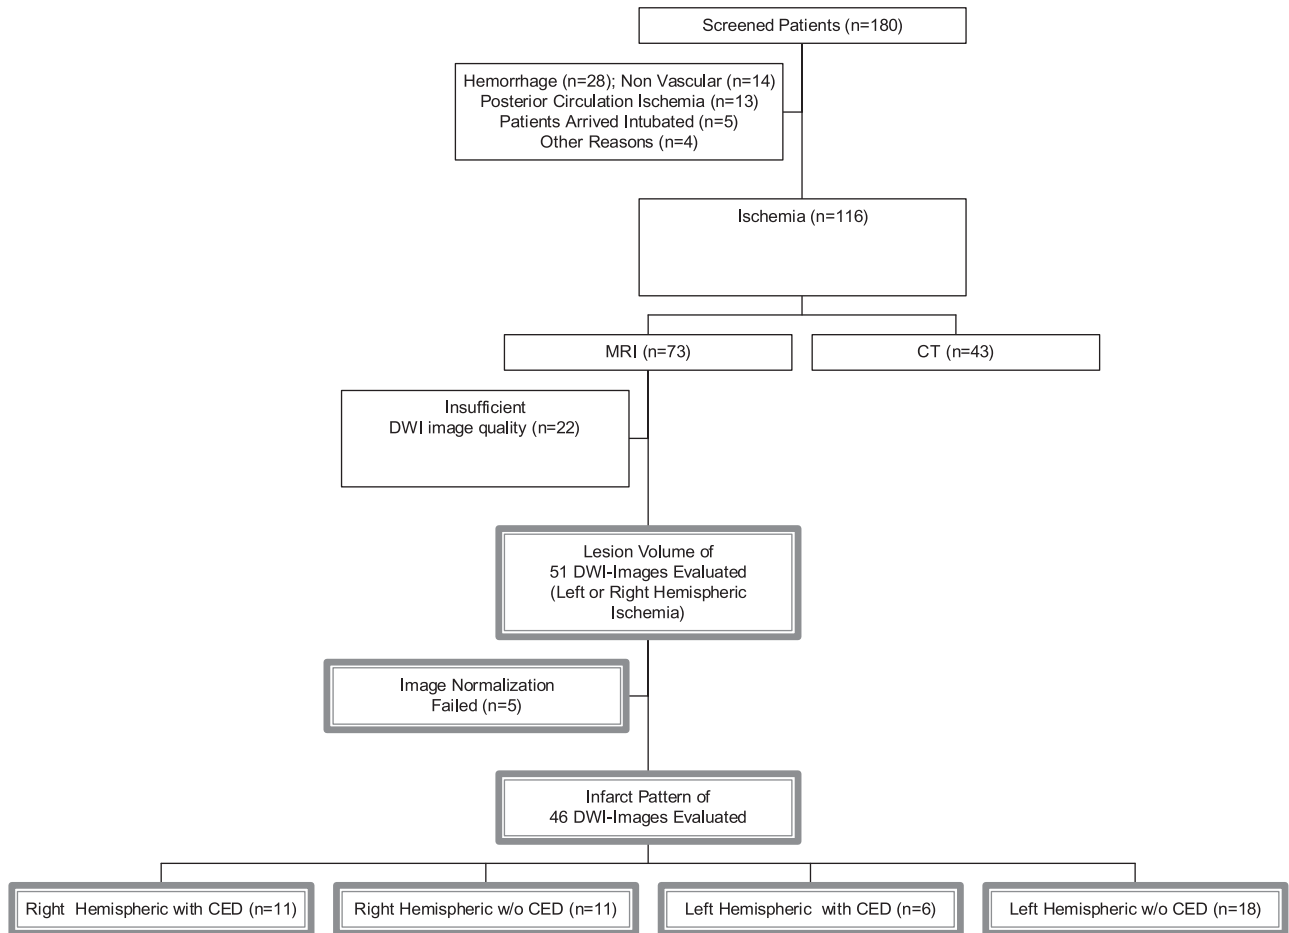 Screened Patients (n=180)
Hemorrhage (n=28); Non Vascular (n=14)
Posterior Circulation Ischemia (n=13)
Patients Arrived Intubated (n=5)
Other Reasons (n=4)
Ischemia (n=116)
MRI (n=73)
CT (n=43)
Insufficient
DWI image quality (n=22)
Lesion Volume of
51 DWI-Images Evaluated
(Left or Right Hemispheric
Ischemia)
Image Normalization
Failed (n=5)
Infarct Pattern of
46 DWI-Images Evaluated
Right Hemispheric with CED (n=11)
Right Hemispheric w/o CED (n=11)
Left Hemispheric with CED (n=6)
Left Hemispheric w/o CED (n=18)